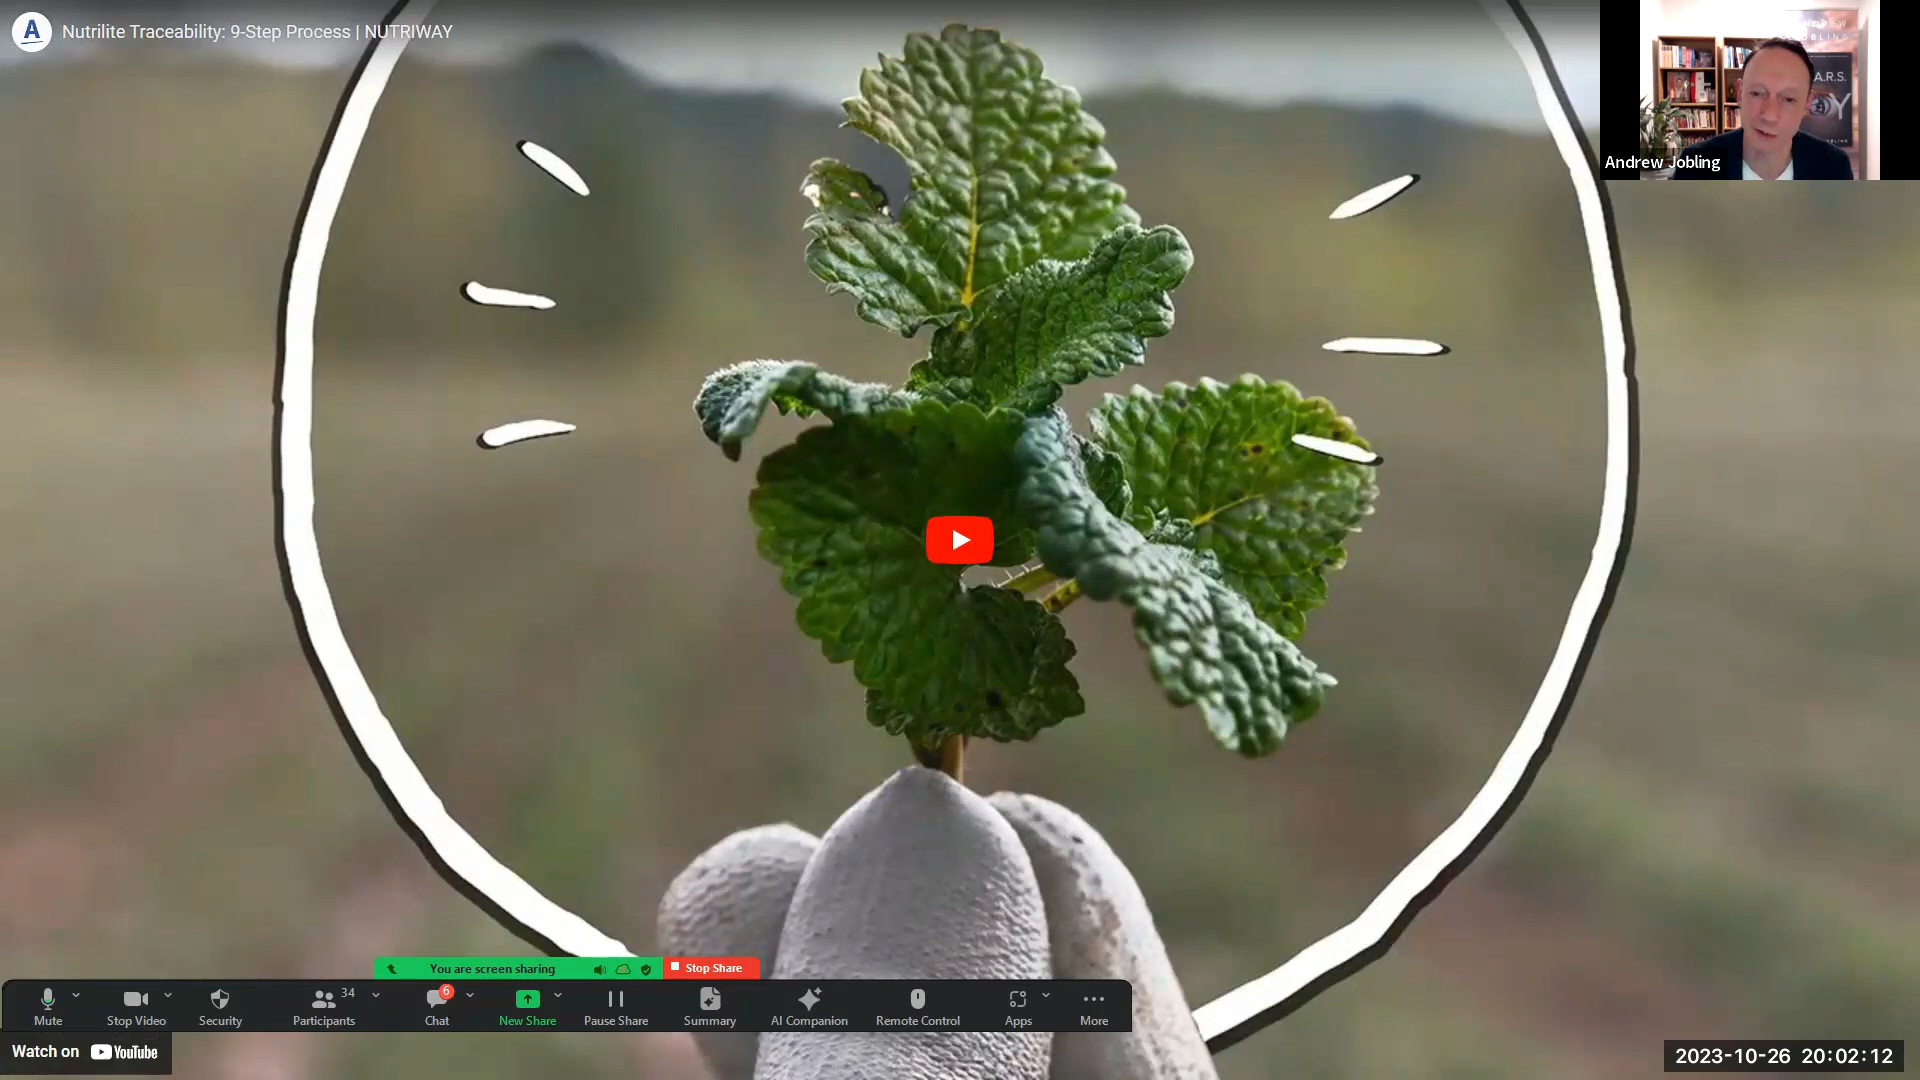 A
Nutrilite Traceability: 9-Step Process | NUTRIWAY
ANDREW
JOBLING
A.R.S.
Andrew Jobling
You are screen sharing
Stop Share
34
6
Mute
Stop Video
Security
Participants
Chat
New Share
Pause Share
Summary
AI Companion
Remote Control
Apps
More
Watch on YouTube
2023-10-26 20:02:12